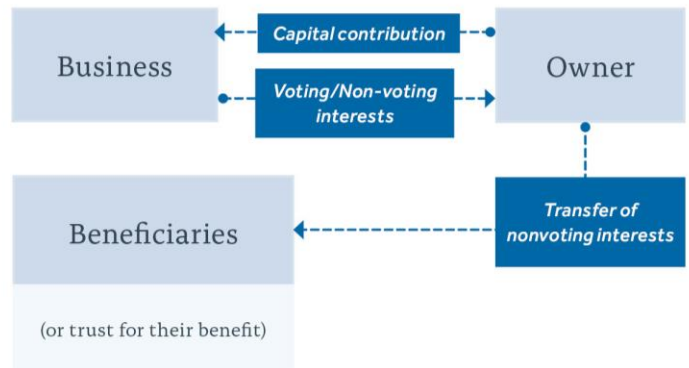 Capital contribution
Business
Owner
Voting/Non-voting
interests
Transfer of
nonvoting interests
Beneficiaries
(or trust for their benefit)